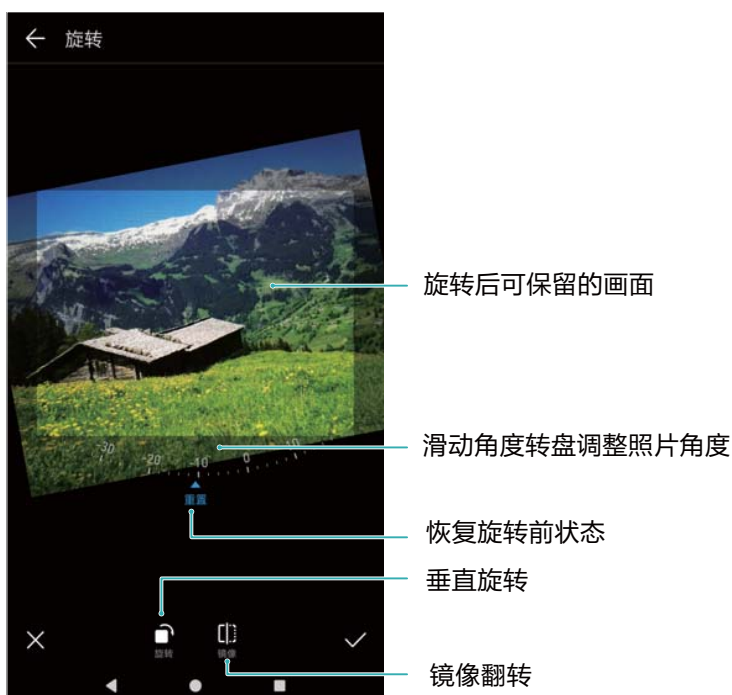 旋转
旋转后可保留的画面
滑动角度转盘调整照片角度
-30 -20 -10 0 10
重置
恢复旋转前状态
垂直旋转
旋转 镜像
镜像翻转